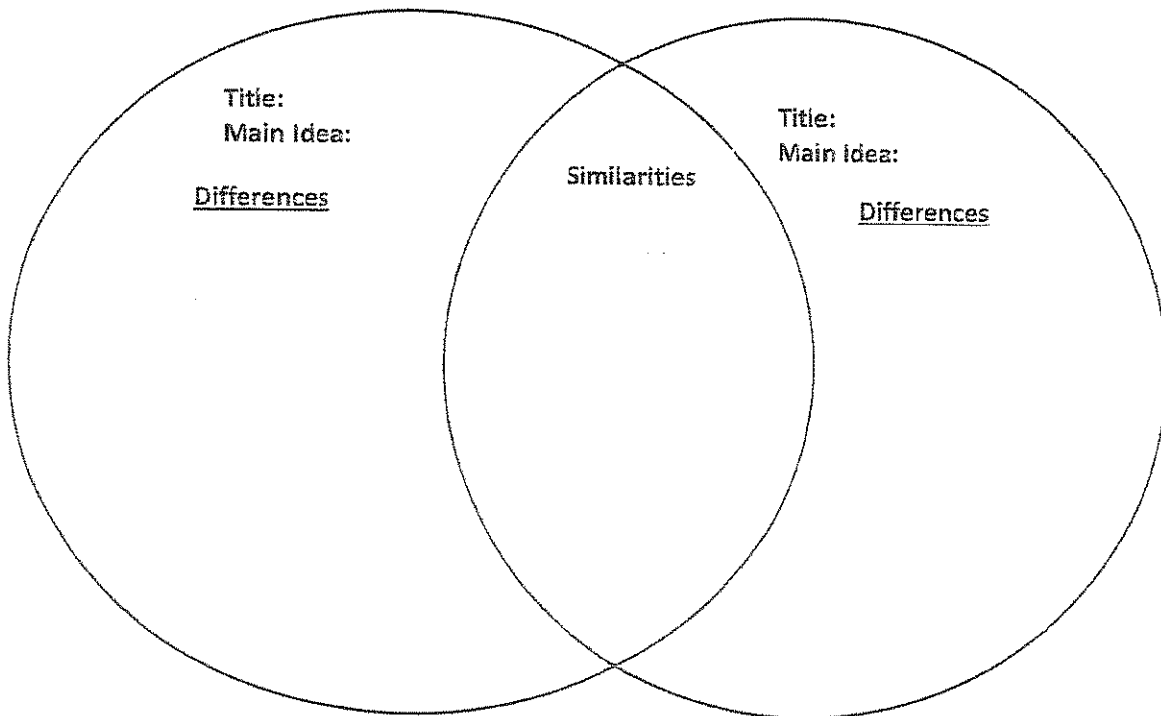 Title:
Main Idea:
Differences
Similarities
Title:
Main Idea:
Differences